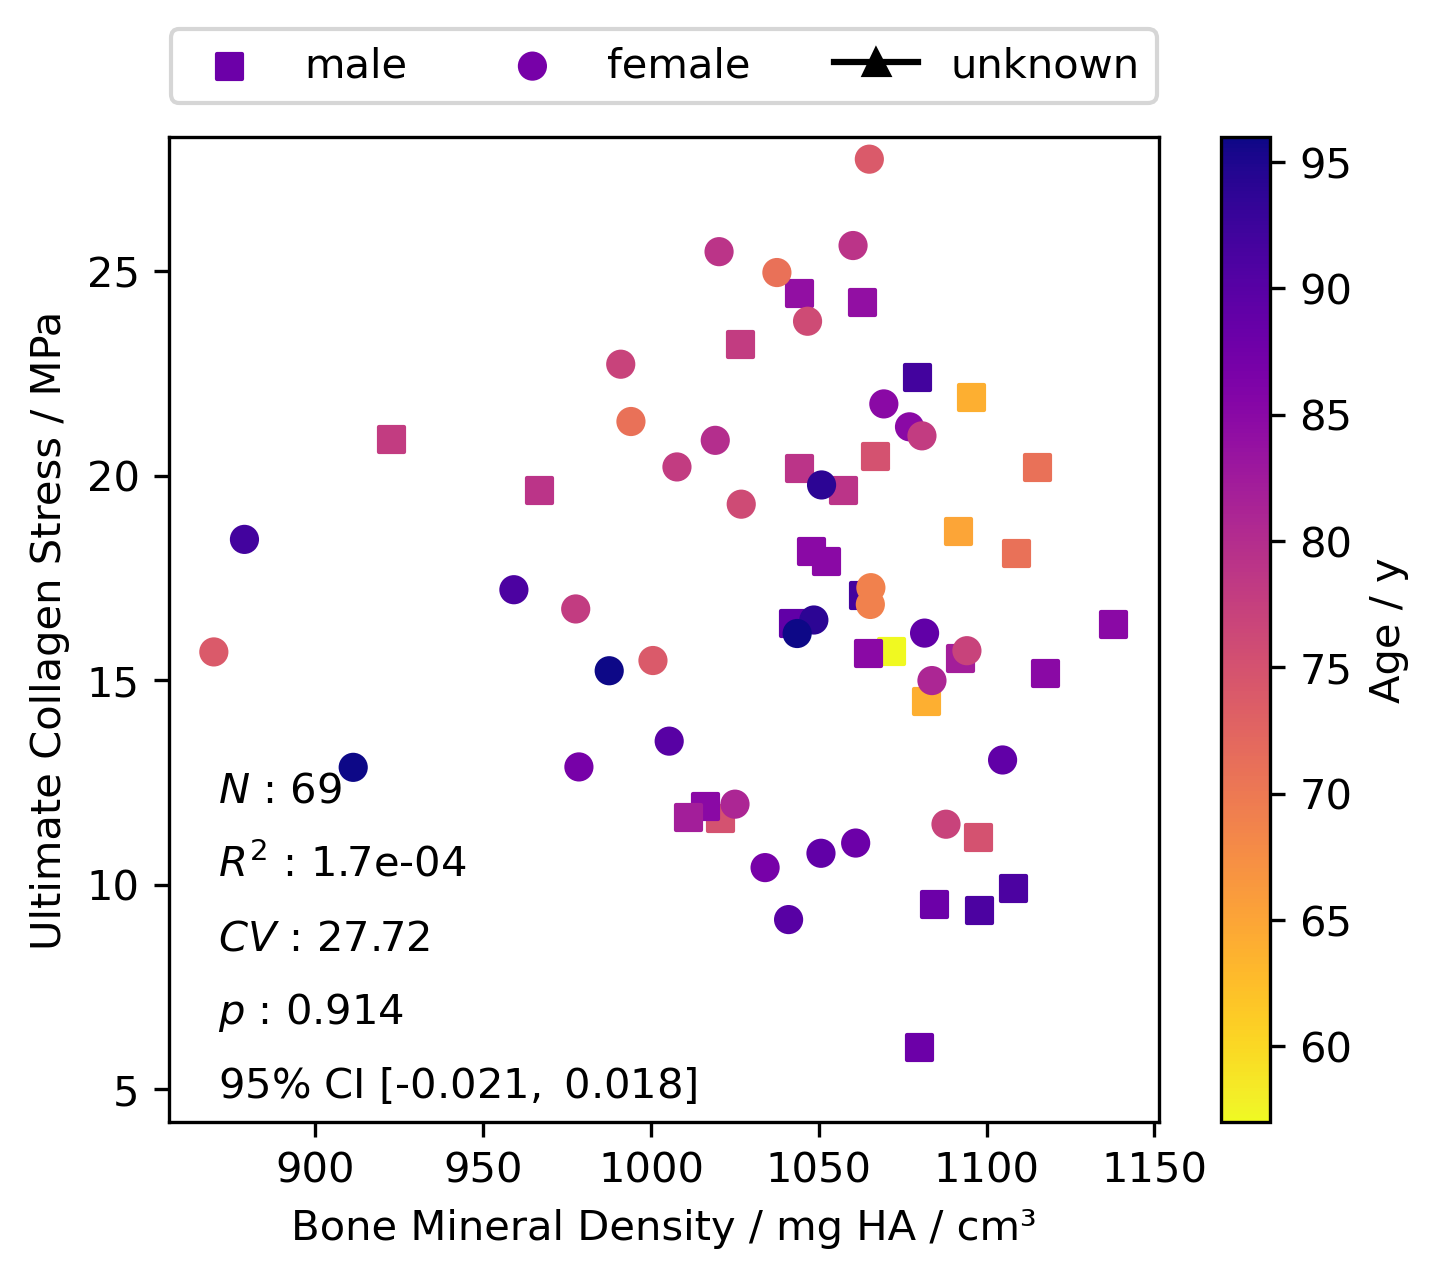 male female unknown
Ultimate Collagen Stress / MPa
25
20
15
10
5
N : 69
R² : 1.7e-04
CV : 27.72
p : 0.914
95% CI [-0.021, 0.018]
900 950 1000 1050 1100 1150
Bone Mineral Density / mg HA / cm³
95
90
85
80
75
70
65
60
Age / y